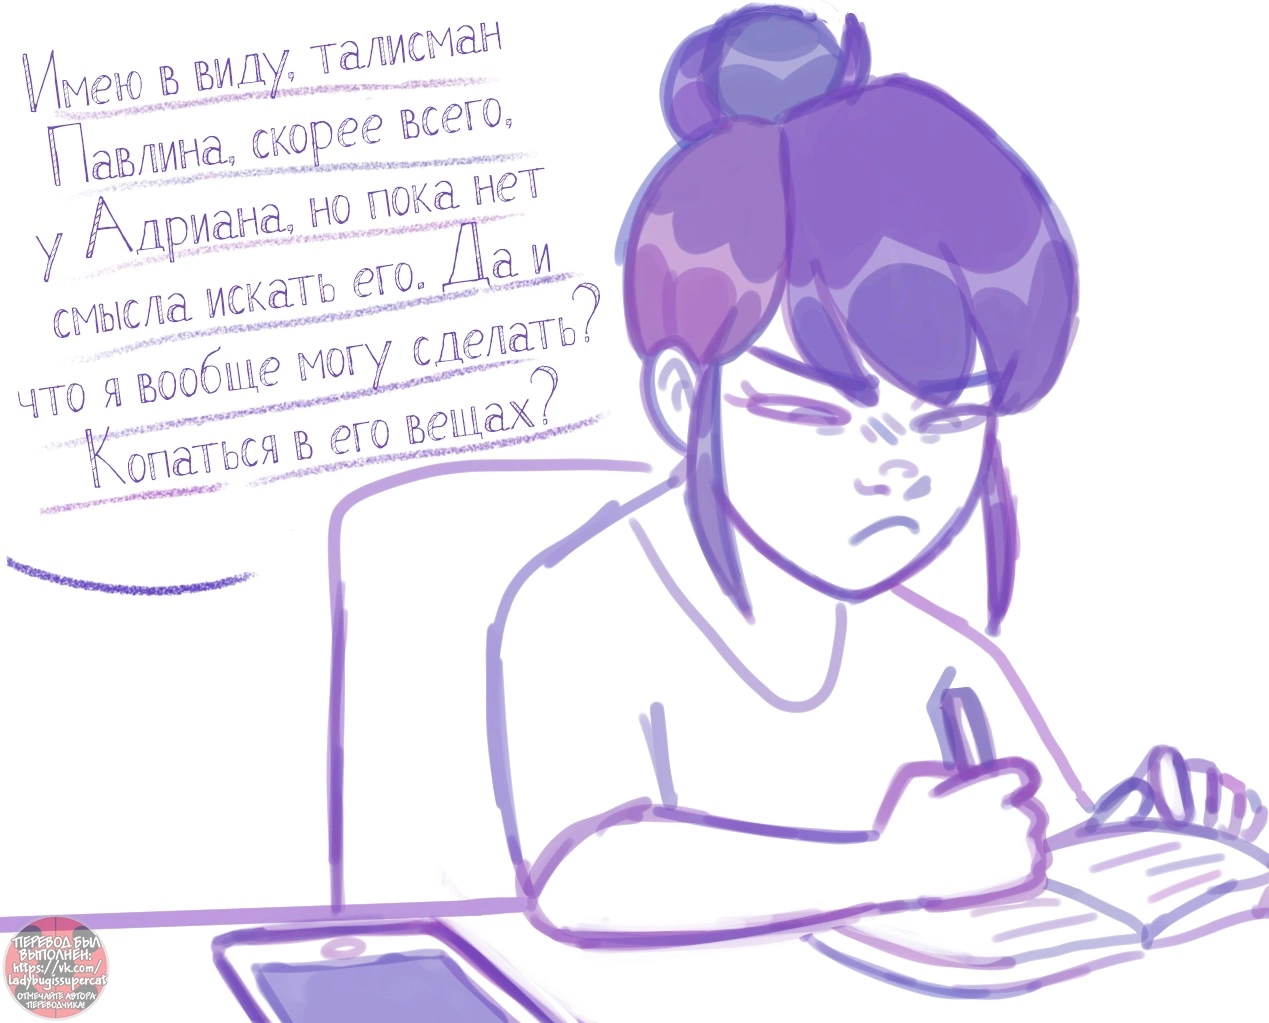 Имею в виду, талисман
Павлина, скорее всего,
у Адриана, но пока нет
смысла искать его. Да и
что я вообще могу сделать?
Копаться в его вещах?
ПЕРЕВОД БЫЛ
ВЫПОЛНЕН:
https://vk.com/
ladybugissupercat
ОТМЕЧАЙТЕ АВТОРА
ПЕРЕВОДЧИКА!